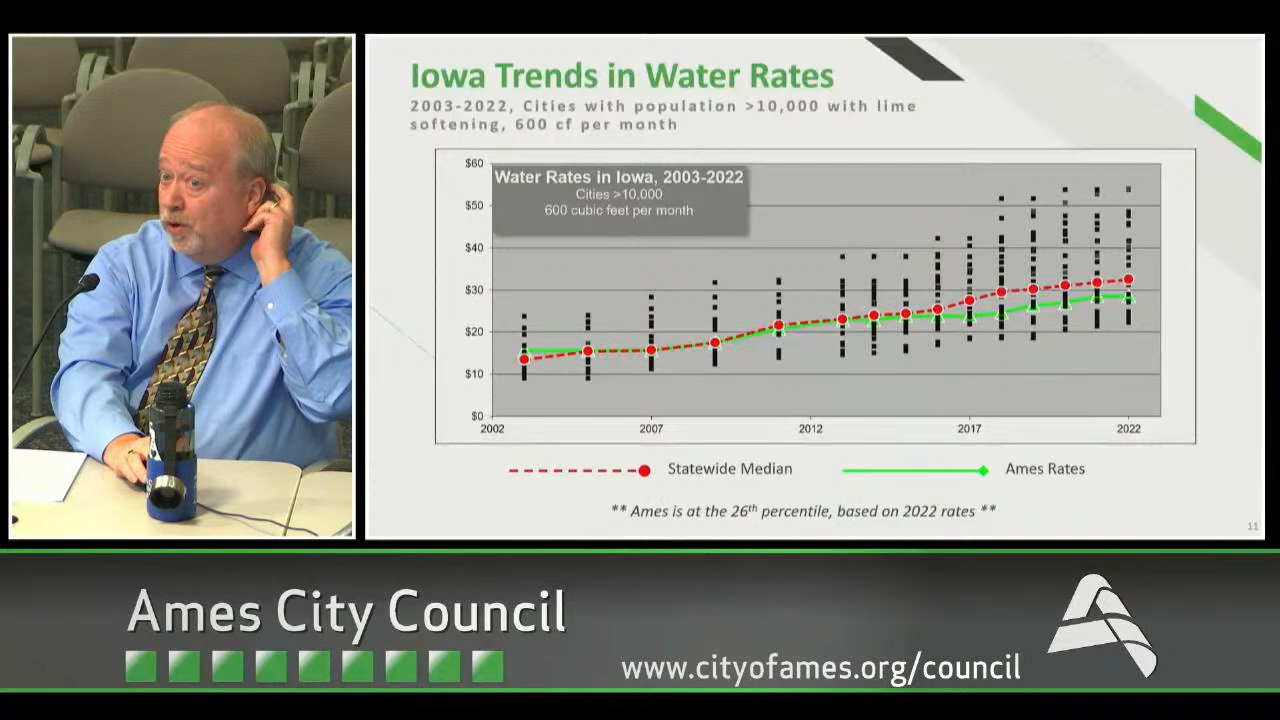 Iowa Trends in Water Rates
2003-2022, Cities with population >10,000 with lime
softening, 600 cf per month
Water Rates in Iowa, 2003-2022
Cities >10,000
600 cubic feet per month
$60
$50
$40
$30
$20
$10
$0
2002 2007 2012 2017 2022
Statewide Median Ames Rates
** Ames is at the 26th percentile, based on 2022 rates **
11
Ames City Council
www.cityofames.org/council